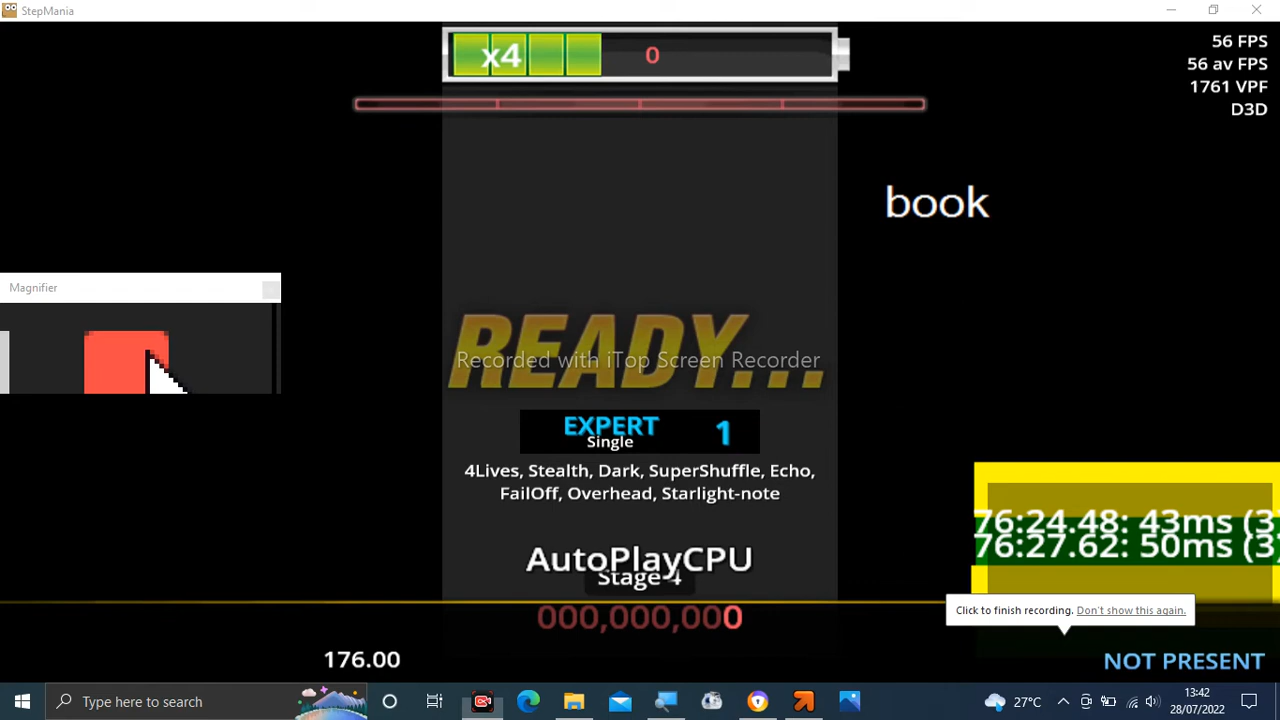 StepMania
x4
0
56 FPS
56 av FPS
1761 VPF
D3D
book
Magnifier
READY...
Recorded with iTop Screen Recorder
EXPERT 1
Single
4Lives, Stealth, Dark, SuperShuffle, Echo,
FailOff, Overhead, Starlight-note
AutoPlayCPU
Stage 4
76:24.48: 43ms (3
76:27.62: 50ms (3
Click to finish recording. Don't show this again.
000,000,000
176.00
NOT PRESENT
Type here to search
27°C
13:42
28/07/2022